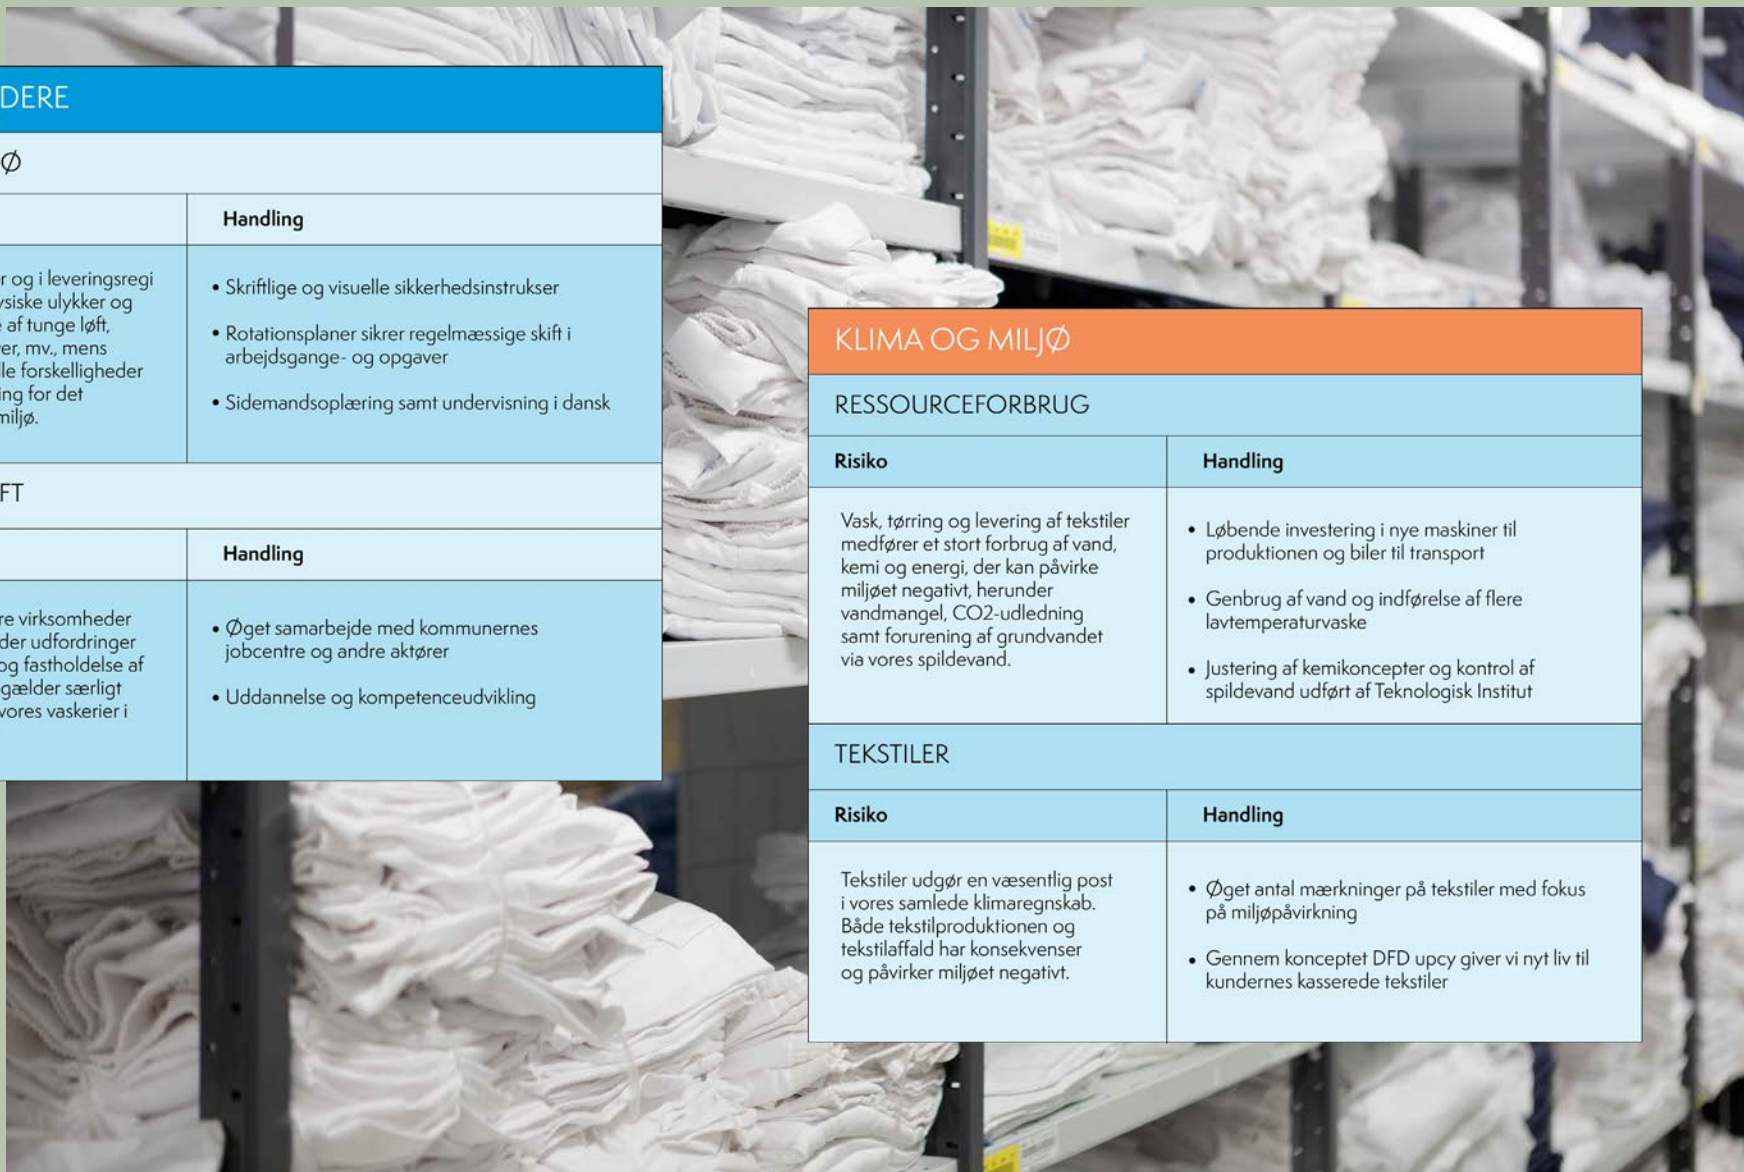 DERE
Ø
Handling
r og i leveringsregi
ysiske ulykker og
e af tunge løft,
ver, mv., mens
lle forskelligheder
ing for det
miljø.
• Skriftlige og visuelle sikkerhedsinstrukser
• Rotationsplaner sikrer regelmæssige skift i
arbejdsgange- og opgaver
• Sidemandsoplæring samt undervisning i dansk
FT
Handling
re virksomheder
der udfordringer
og fastholdelse af
gælder særligt
vores vaskerier i
• Øget samarbejde med kommunernes
jobcentre og andre aktører
• Uddannelse og kompetenceudvikling
KLIMA OG MILJØ
RESSOURCEFORBRUG
Risiko
Handling
Vask, tørring og levering af tekstiler
medfører et stort forbrug af vand,
kemi og energi, der kan påvirke
miljøet negativt, herunder
vandmangel, CO2-udledning
samt forurening af grundvandet
via vores spildevand.
• Løbende investering i nye maskiner til
produktionen og biler til transport
• Genbrug af vand og indførelse af flere
lavtemperaturvaske
• Justering af kemikoncepter og kontrol af
spildevand udført af Teknologisk Institut
TEKSTILER
Risiko
Handling
Tekstiler udgør en væsentlig post
i vores samlede klimaregnskab.
Både tekstilproduktionen og
tekstilaffald har konsekvenser
og påvirker miljøet negativt.
• Øget antal mærkninger på tekstiler med fokus
på miljøpåvirkning
• Gennem konceptet DFD upcy giver vi nyt liv til
kundernes kasserede tekstiler